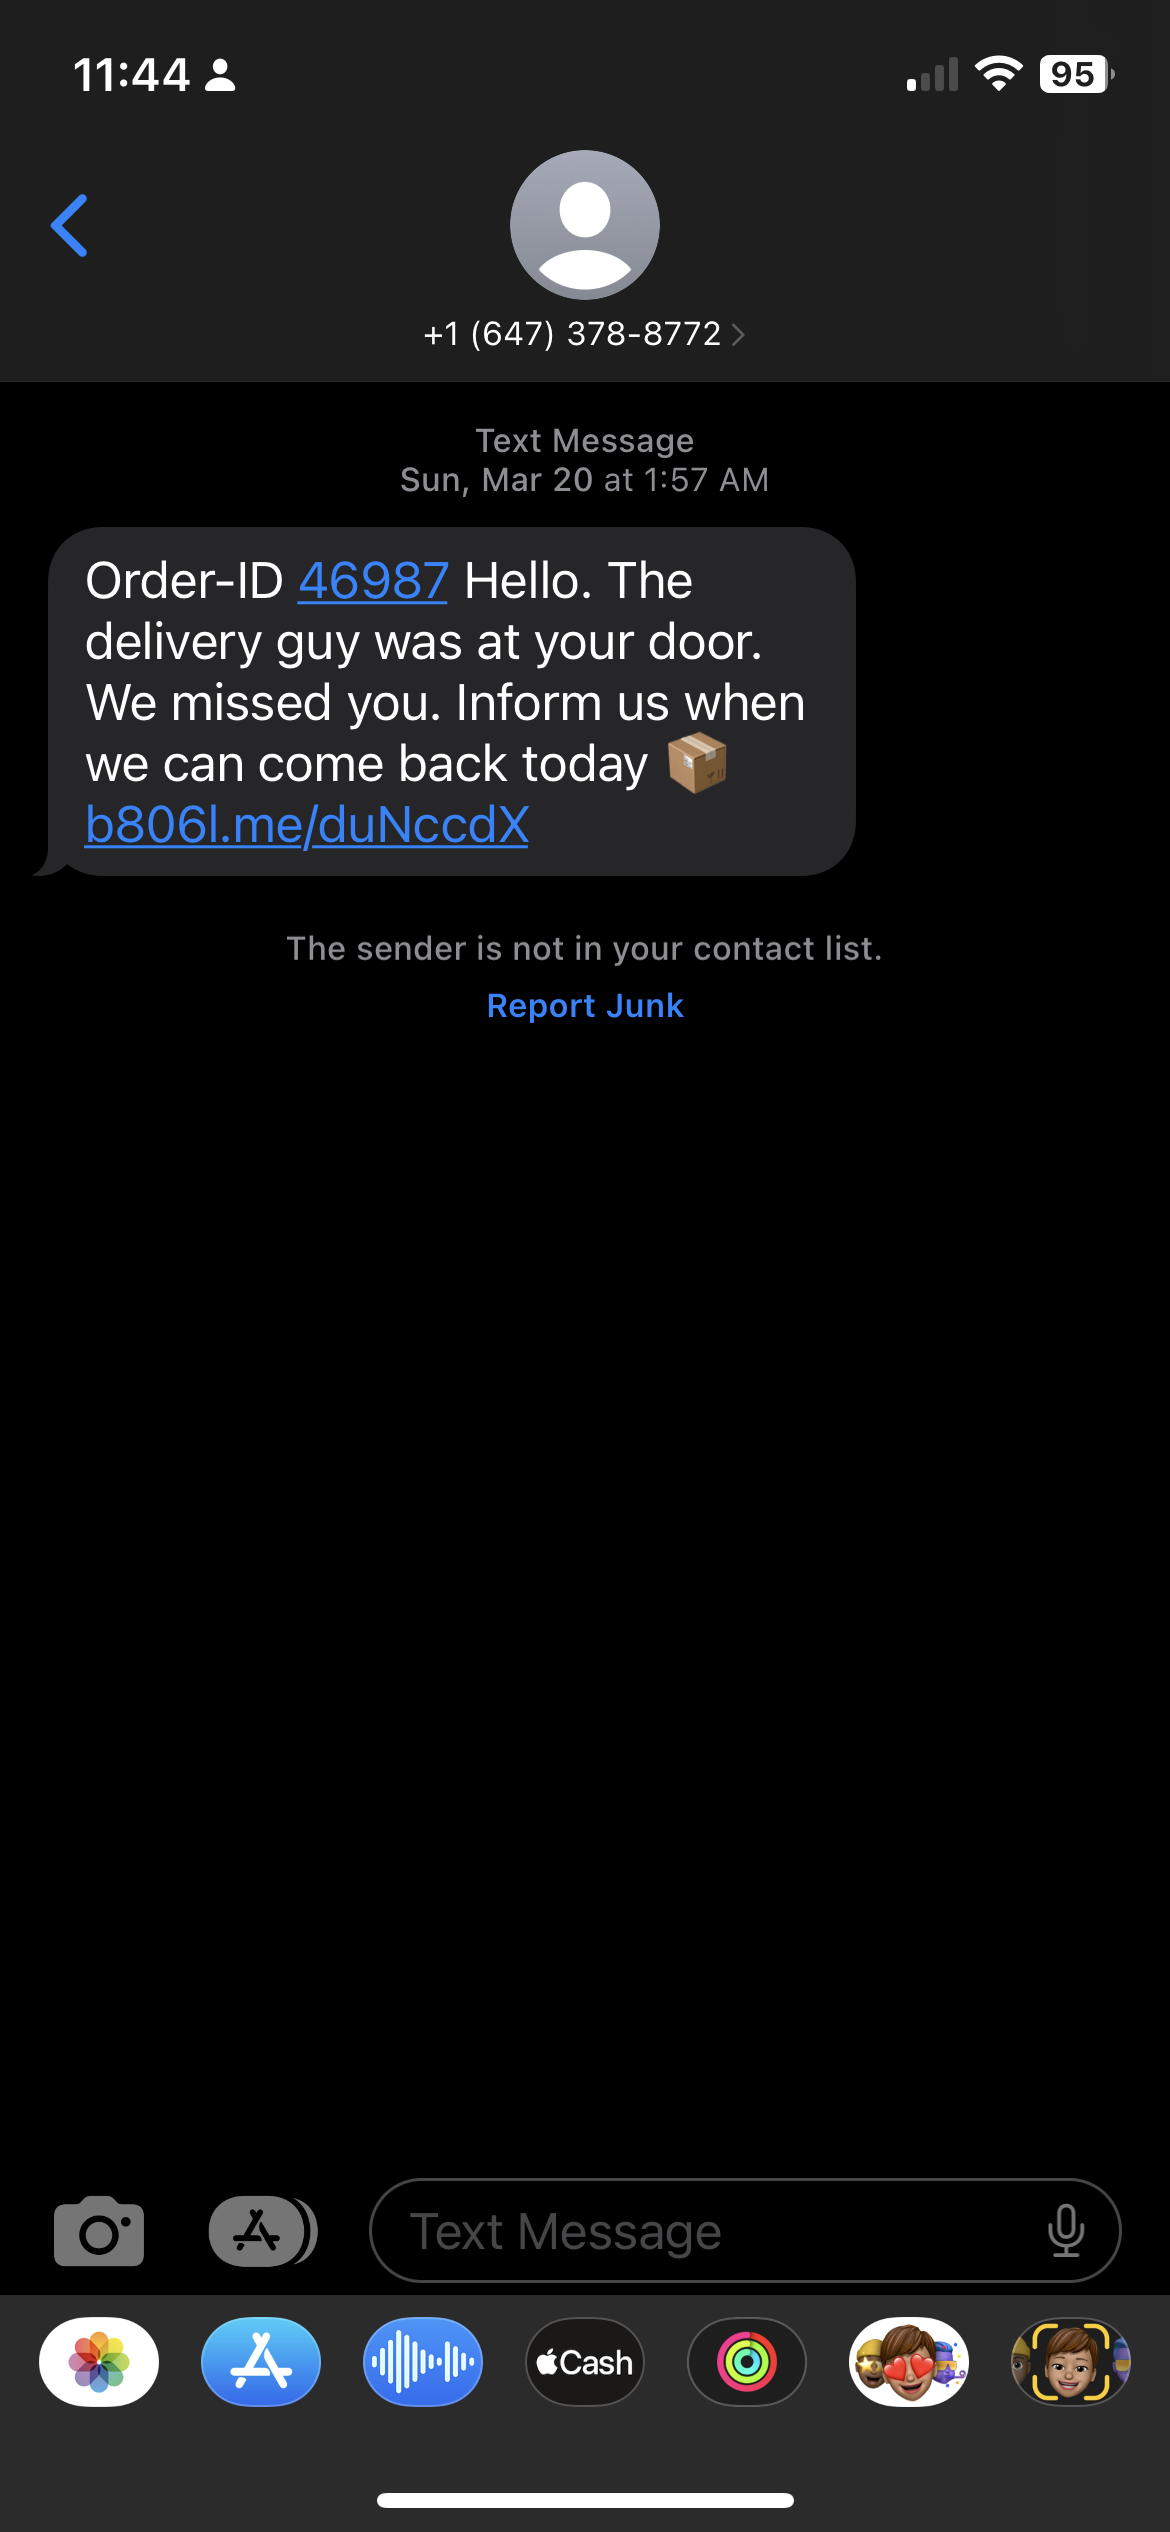 11:44
95
+1 (647) 378-8772
Text Message
Sun, Mar 20 at 1:57 AM
Order-ID 46987 Hello. The
delivery guy was at your door.
We missed you. Inform us when
we can come back today 📦
b806l.me/duNccdX
The sender is not in your contact list.
Report Junk
Text Message
Cash